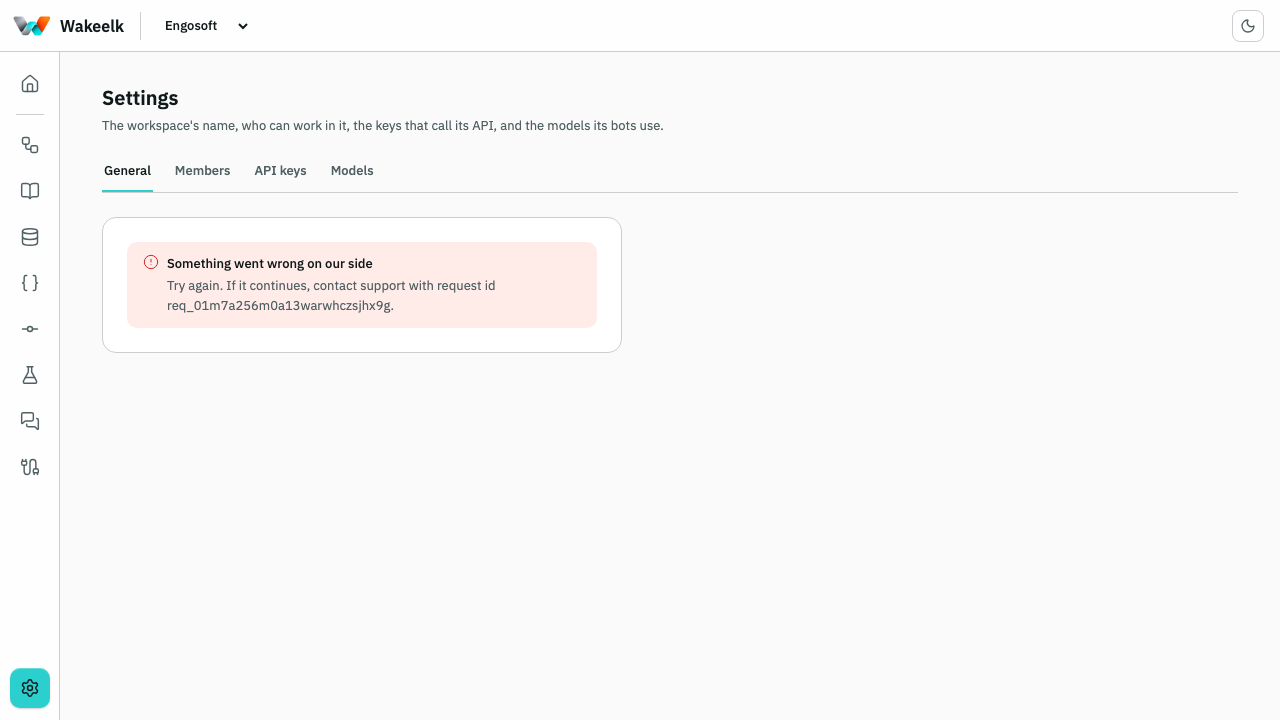 Wakeelk
Engosoft
Settings
The workspace's name, who can work in it, the keys that call its API, and the models its bots use.
General
Members
API keys
Models
Something went wrong on our side
Try again. If it continues, contact support with request id
req_01m7a256m0a13warwhczsjhx9g.